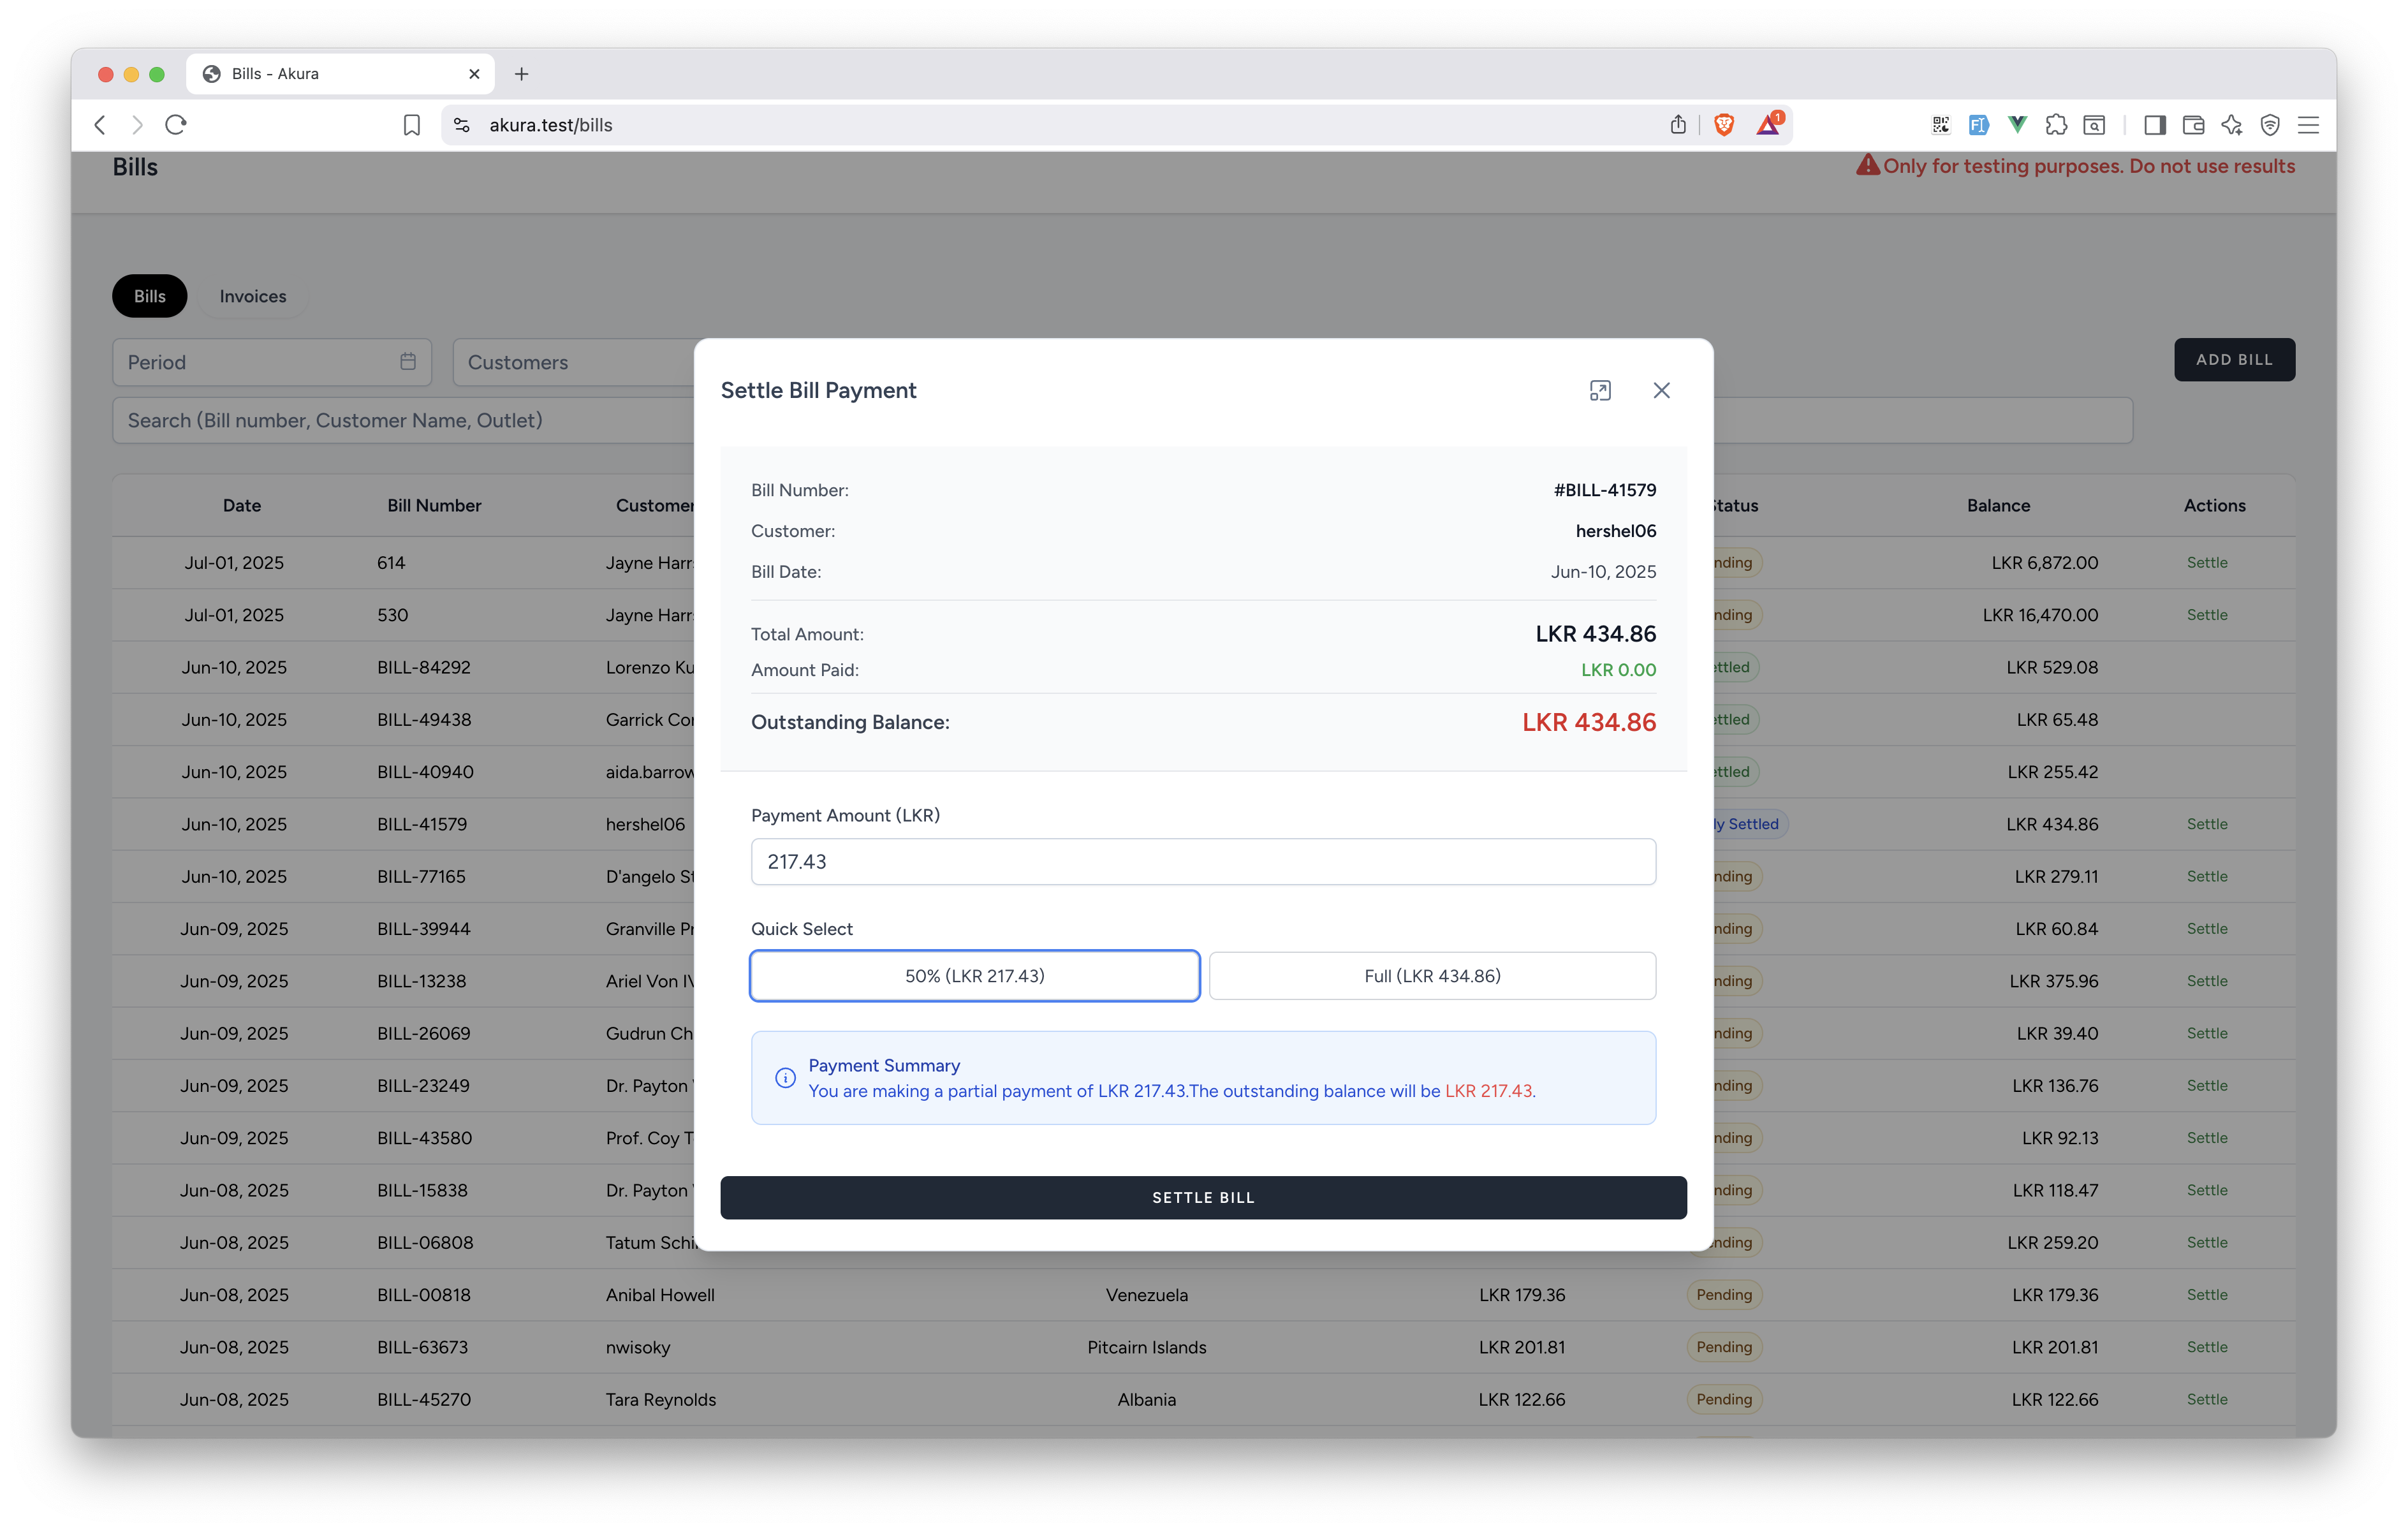 Bills - Akura
akura.test/bills
1
Bills
Only for testing purposes. Do not use results
Bills Invoices
Period Customers ADD BILL
Search (Bill number, Customer Name, Outlet)
Settle Bill Payment
Bill Number: #BILL-41579
Customer: hershel06
Bill Date: Jun-10, 2025
Total Amount: LKR 434.86
Amount Paid: LKR 0.00
Outstanding Balance: LKR 434.86
Payment Amount (LKR)
217.43
Quick Select
50% (LKR 217.43) Full (LKR 434.86)
Payment Summary
You are making a partial payment of LKR 217.43.The outstanding balance will be LKR 217.43.
SETTLE BILL
Date Bill Number Customer Status Balance Actions
Jul-01, 2025 614 Jayne Harr nding LKR 6,872.00 Settle
Jul-01, 2025 530 Jayne Harr nding LKR 16,470.00 Settle
Jun-10, 2025 BILL-84292 Lorenzo Ku ettled LKR 529.08
Jun-10, 2025 BILL-49438 Garrick Cor ettled LKR 65.48
Jun-10, 2025 BILL-40940 aida.barrow ettled LKR 255.42
Jun-10, 2025 BILL-41579 hershel06 ly Settled LKR 434.86 Settle
Jun-10, 2025 BILL-77165 D'angelo St nding LKR 279.11 Settle
Jun-09, 2025 BILL-39944 Granville Pr nding LKR 60.84 Settle
Jun-09, 2025 BILL-13238 Ariel Von IV nding LKR 375.96 Settle
Jun-09, 2025 BILL-26069 Gudrun Ch nding LKR 39.40 Settle
Jun-09, 2025 BILL-23249 Dr. Payton nding LKR 136.76 Settle
Jun-09, 2025 BILL-43580 Prof. Coy T nding LKR 92.13 Settle
Jun-08, 2025 BILL-15838 Dr. Payton nding LKR 118.47 Settle
Jun-08, 2025 BILL-06808 Tatum Schi nding LKR 259.20 Settle
Jun-08, 2025 BILL-00818 Anibal Howell Venezuela LKR 179.36 Pending LKR 179.36 Settle
Jun-08, 2025 BILL-63673 nwisoky Pitcairn Islands LKR 201.81 Pending LKR 201.81 Settle
Jun-08, 2025 BILL-45270 Tara Reynolds Albania LKR 122.66 Pending LKR 122.66 Settle